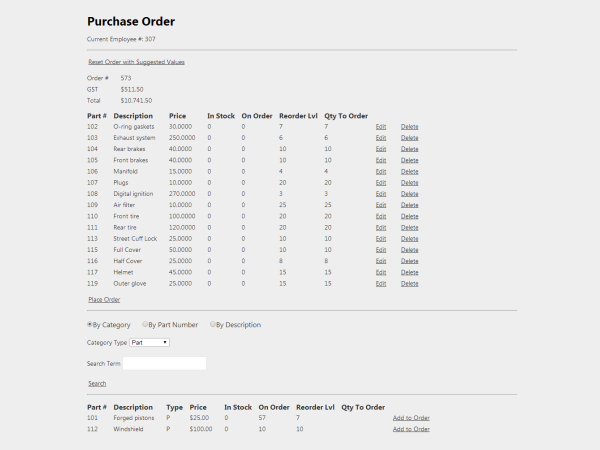 Purchase Order
Current Employee #: 307
Reset Order with Suggested Values
Order # 573
GST $511.50
Total $10,741.50
Part # Description Price In Stock On Order Reorder Lvl Qty To Order
102 O-ring gaskets 30.0000 0 0 7 7 Edit Delete
103 Exhaust system 250.0000 0 0 6 6 Edit Delete
104 Rear brakes 40.0000 0 0 10 10 Edit Delete
105 Front brakes 40.0000 0 0 10 10 Edit Delete
106 Manifold 15.0000 0 0 4 4 Edit Delete
107 Plugs 10.0000 0 0 20 20 Edit Delete
108 Digital ignition 270.0000 0 0 3 3 Edit Delete
109 Air filter 10.0000 0 0 25 25 Edit Delete
110 Front tire 100.0000 0 0 20 20 Edit Delete
111 Rear tire 120.0000 0 0 20 20 Edit Delete
113 Street Cuff Lock 25.0000 0 0 10 10 Edit Delete
115 Full Cover 50.0000 0 0 10 10 Edit Delete
116 Half Cover 25.0000 0 0 8 8 Edit Delete
117 Helmet 45.0000 0 0 15 15 Edit Delete
119 Outer glove 25.0000 0 0 15 15 Edit Delete
Place Order
By Category By Part Number By Description
Category Type Part
Search Term
Search
Part # Description Type Price In Stock On Order Reorder Lvl Qty To Order
101 Forged pistons P $25.00 0 57 7 Add to Order
112 Windshield P $100.00 0 10 10 Add to Order